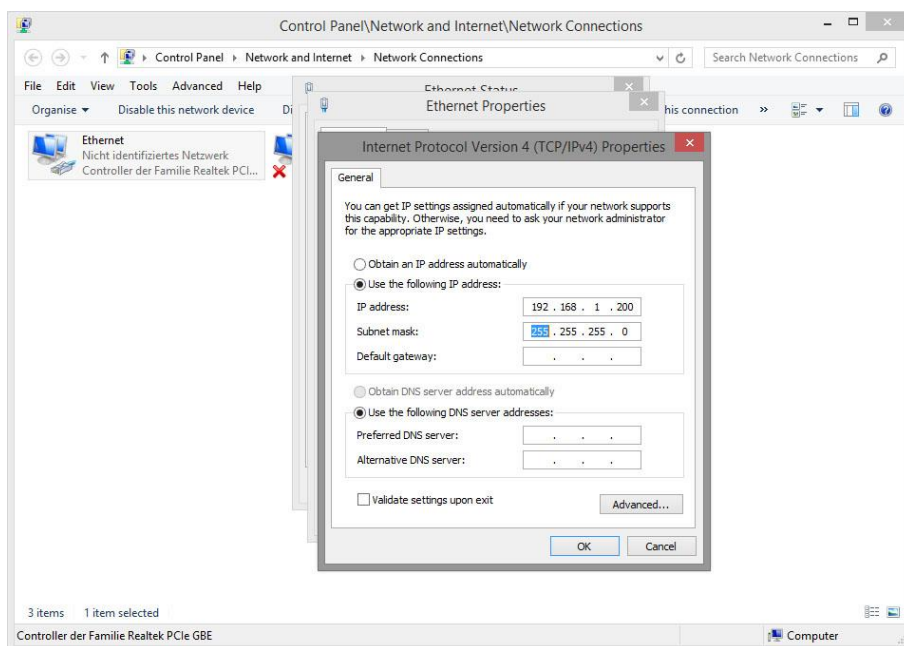 Control Panel\Network and Internet\Network Connections
Control Panel Network and Internet Network Connections
Search Network Connections
File Edit View Tools Advanced Help
Organise Disable this network device Di his connection »
Ethernet
Nicht identifiziertes Netzwerk
Controller der Familie Realtek PCI...
Ethernet Status
Ethernet Properties
Internet Protocol Version 4 (TCP/IPv4) Properties
General
You can get IP settings assigned automatically if your network supports
this capability. Otherwise, you need to ask your network administrator
for the appropriate IP settings.
Obtain an IP address automatically
Use the following IP address:
IP address: 192 . 168 . 1 . 200
Subnet mask: 255 . 255 . 255 . 0
Default gateway: . . .
Obtain DNS server address automatically
Use the following DNS server addresses:
Preferred DNS server: . . .
Alternative DNS server: . . .
Validate settings upon exit
Advanced...
OK Cancel
3 items 1 item selected
Controller der Familie Realtek PCIe GBE
Computer